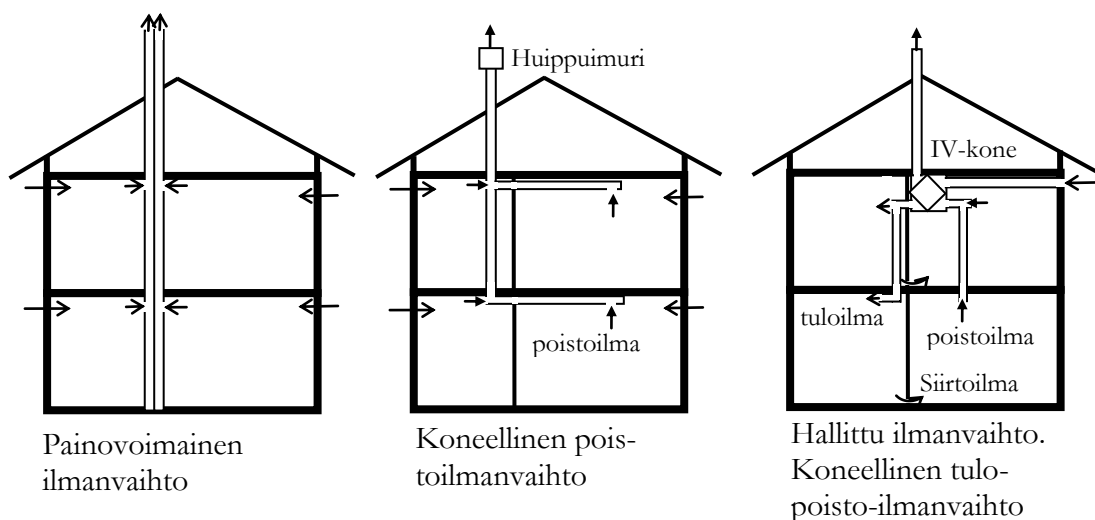 Huippuimuri
poistoilma
IV-kone
tuloilma
poistoilma
Siirtoilma
Painovoimainen
ilmanvaihto
Koneellinen pois-
toilmanvaihto
Hallittu ilmanvaihto.
Koneellinen tulo-
poisto-ilmanvaihto